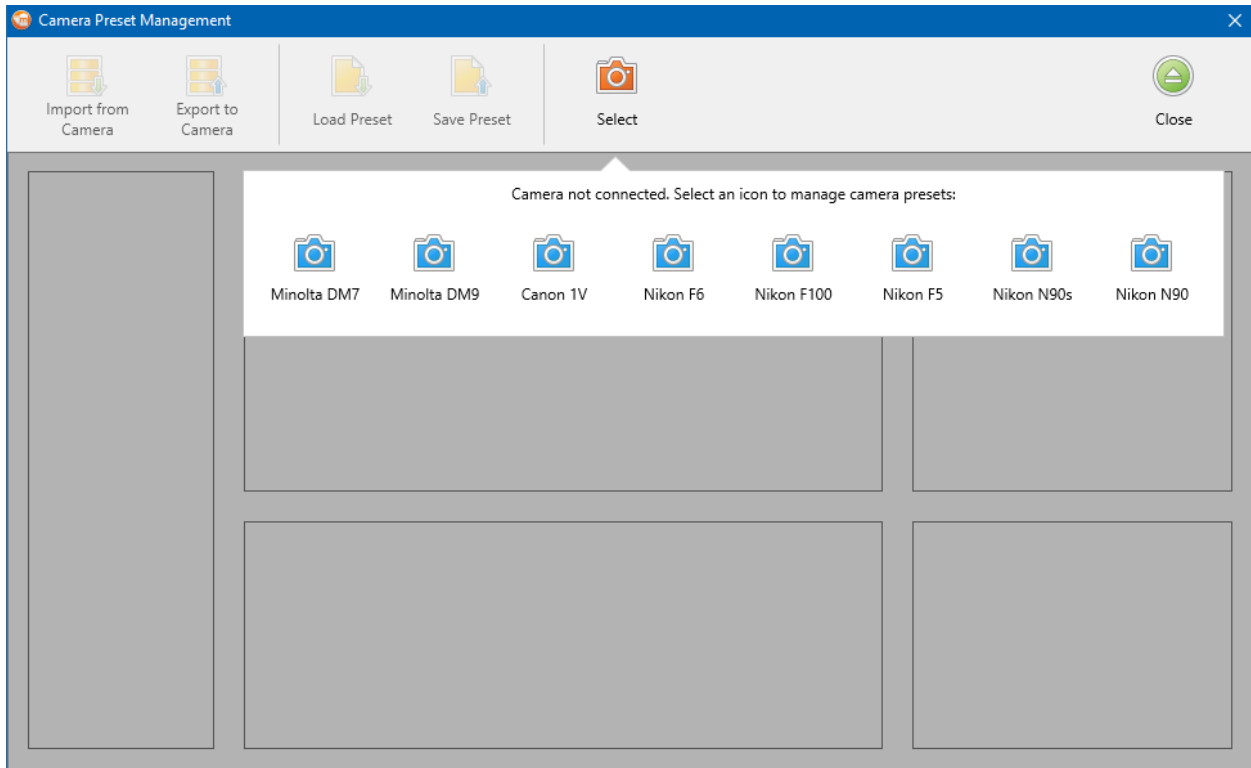 Camera Preset Management
Import from
Camera
Export to
Camera
Load Preset
Save Preset
Select
Close
Camera not connected. Select an icon to manage camera presets:
Minolta DM7
Minolta DM9
Canon 1V
Nikon F6
Nikon F100
Nikon F5
Nikon N90s
Nikon N90